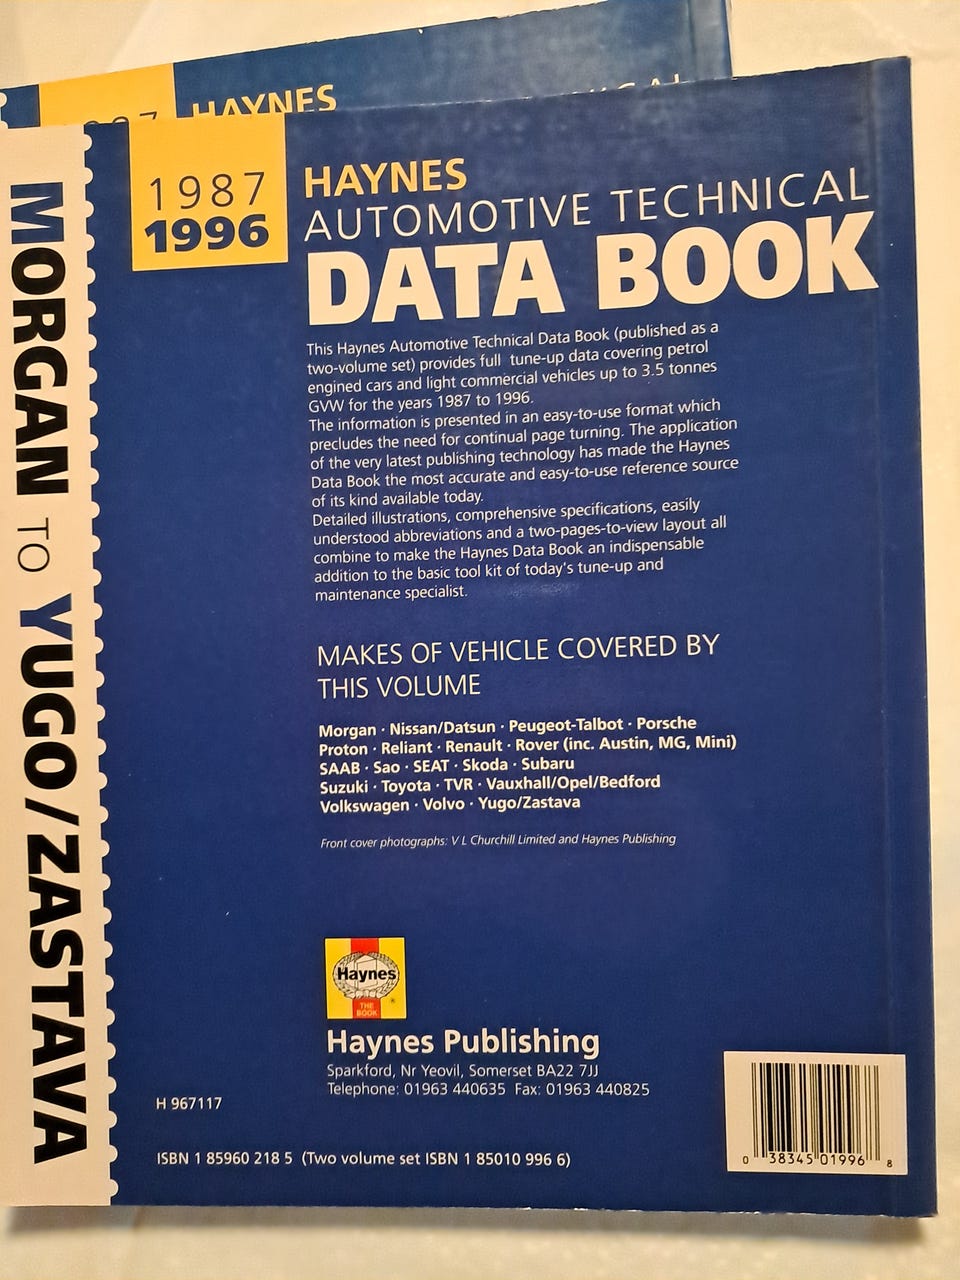 HAYNES
MORGAN TO YUGO/ZASTAVA
1987
1996
HAYNES
AUTOMOTIVE TECHNICAL
DATA BOOK
This Haynes Automotive Technical Data Book (published as a
two-volume set) provides full tune-up data covering petrol
engined cars and light commercial vehicles up to 3.5 tonnes
GVW for the years 1987 to 1996.
The information is presented in an easy-to-use format which
precludes the need for continual page turning. The application
of the very latest publishing technology has made the Haynes
Data Book the most accurate and easy-to-use reference source
of its kind available today.
Detailed illustrations, comprehensive specifications, easily
understood abbreviations and a two-pages-to-view layout all
combine to make the Haynes Data Book an indispensable
addition to the basic tool kit of today's tune-up and
maintenance specialist.
MAKES OF VEHICLE COVERED BY
THIS VOLUME
Morgan · Nissan/Datsun · Peugeot-Talbot · Porsche
Proton · Reliant · Renault · Rover (inc. Austin, MG, Mini)
SAAB · Sao · SEAT · Skoda · Subaru
Suzuki · Toyota · TVR · Vauxhall/Opel/Bedford
Volkswagen · Volvo · Yugo/Zastava
Front cover photographs: V L Churchill Limited and Haynes Publishing
Haynes
®
THE
BOOK
Haynes Publishing
Sparkford, Nr Yeovil, Somerset BA22 7JJ
Telephone: 01963 440635 Fax: 01963 440825
H 967117
ISBN 1 85960 218 5 (Two volume set ISBN 1 85010 996 6)
0 38345 01996 8